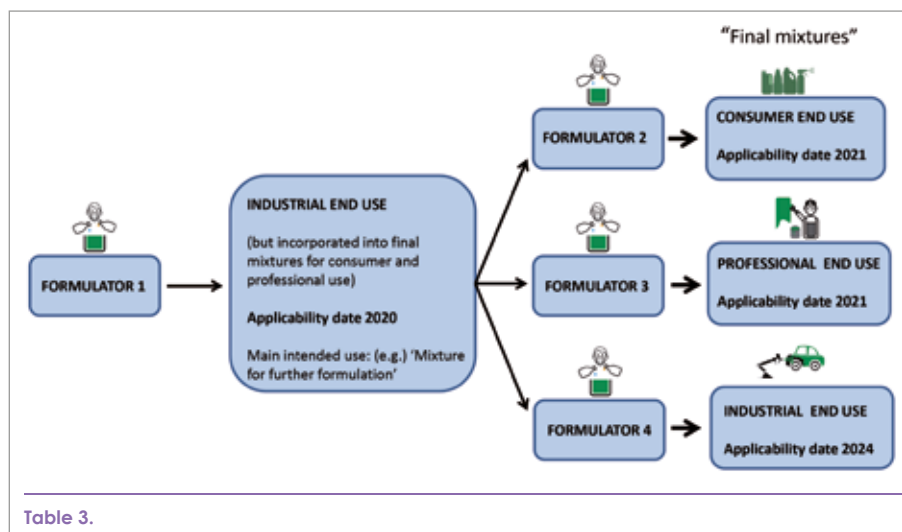 "Final mixtures"
FORMULATOR 1
INDUSTRIAL END USE
(but incorporated into final
mixtures for consumer and
professional use)
Applicability date 2020
Main intended use: (e.g.) 'Mixture
for further formulation'
FORMULATOR 2
CONSUMER END USE
Applicability date 2021
FORMULATOR 3
PROFESSIONAL END USE
Applicability date 2021
FORMULATOR 4
INDUSTRIAL END USE
Applicability date 2024
Table 3.